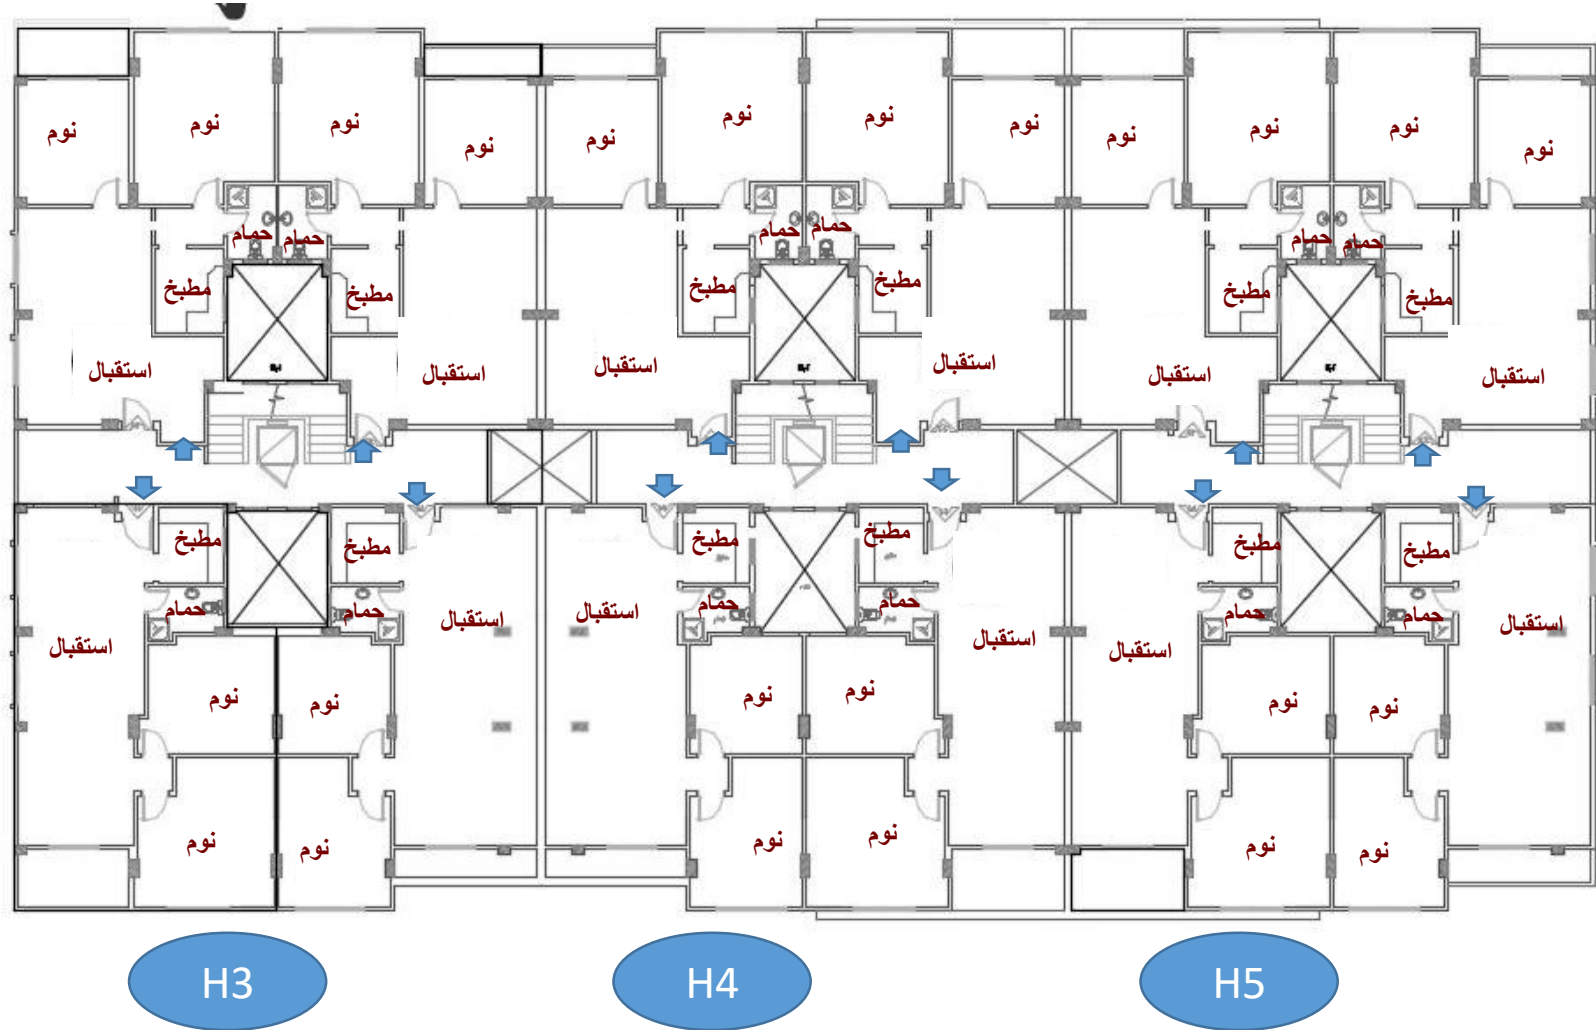 نوم
نوم
نوم
نوم
نوم
نوم
نوم
نوم
نوم
نوم
نوم
نوم
حمام
حمام
حمام
حمام
حمام
حمام
مطبخ
مطبخ
مطبخ
مطبخ
مطبخ
مطبخ
استقبال
استقبال
استقبال
استقبال
استقبال
استقبال
مطبخ
مطبخ
مطبخ
مطبخ
مطبخ
مطبخ
حمام
حمام
حمام
حمام
حمام
حمام
استقبال
استقبال
استقبال
استقبال
استقبال
استقبال
نوم
نوم
نوم
نوم
نوم
نوم
نوم
نوم
نوم
نوم
نوم
نوم
H3
H4
H5